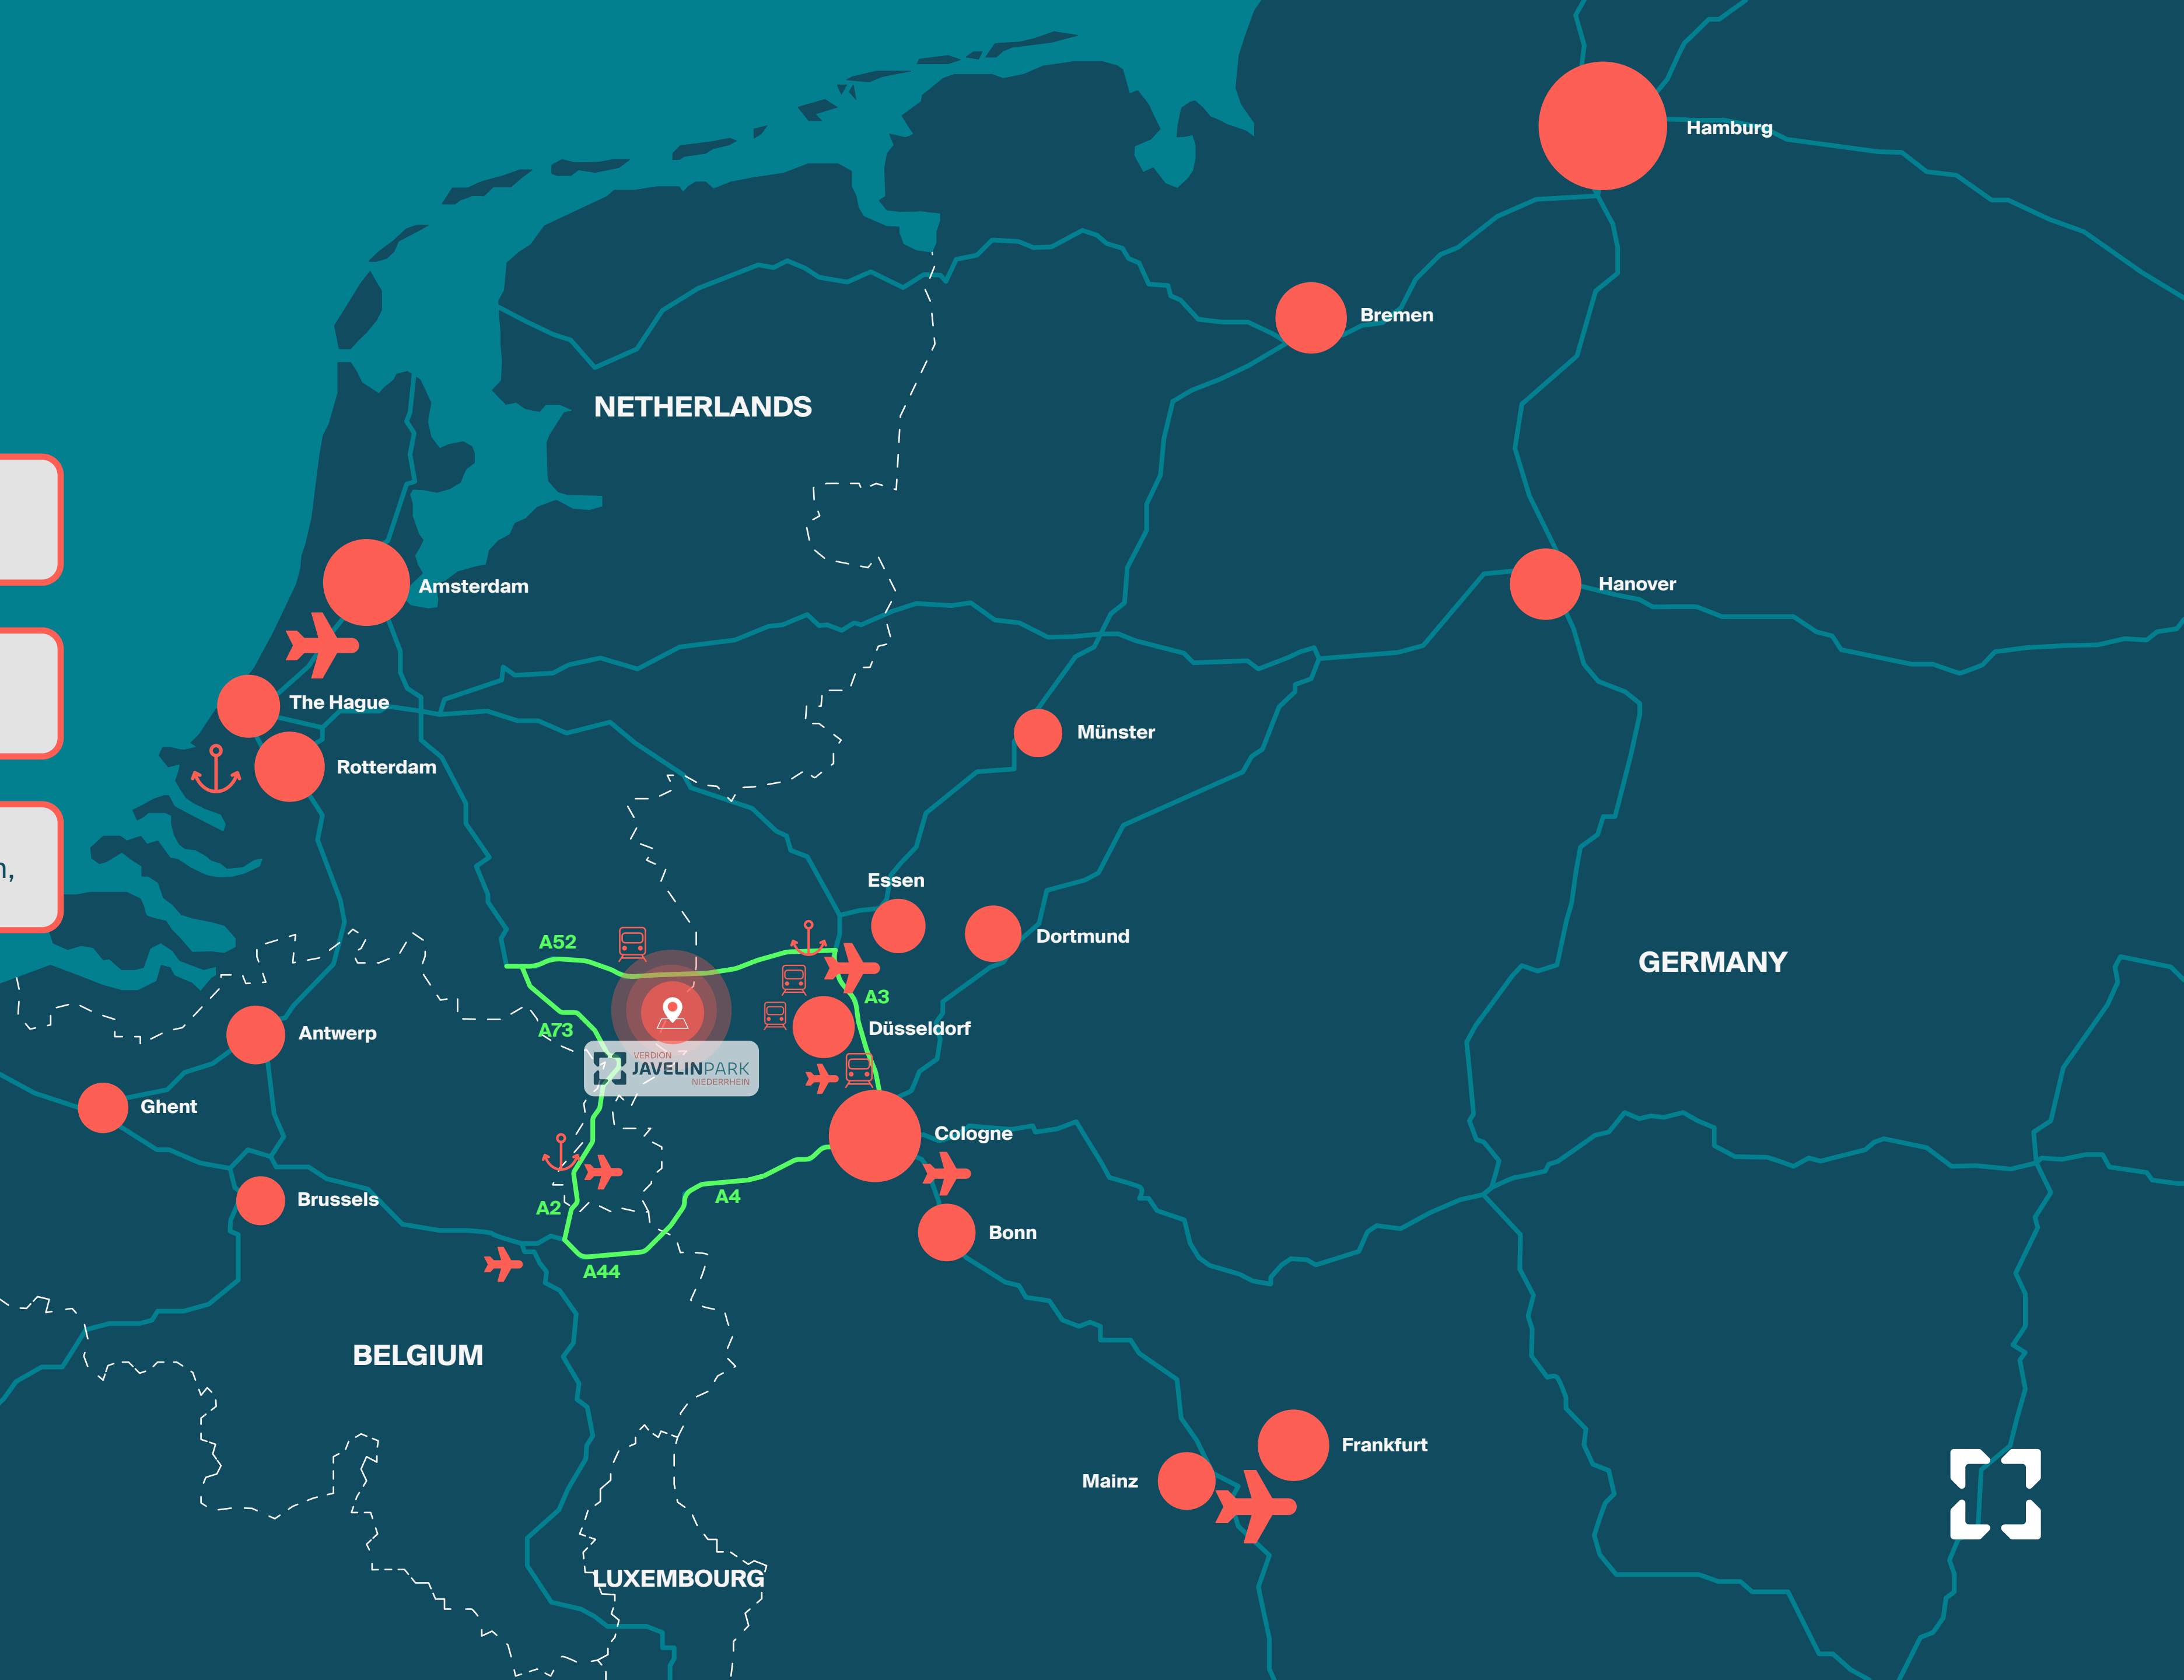 Hamburg
Bremen
NETHERLANDS
Amsterdam
Hanover
The Hague
Münster
Rotterdam
n,
Essen
Dortmund
A52
GERMANY
A3
Düsseldorf
A73
Antwerp
VERDION
JAVELINPARK
NIEDERRHEIN
Ghent
Cologne
Brussels
A2
A4
Bonn
A44
BELGIUM
Frankfurt
Mainz
LUXEMBOURG